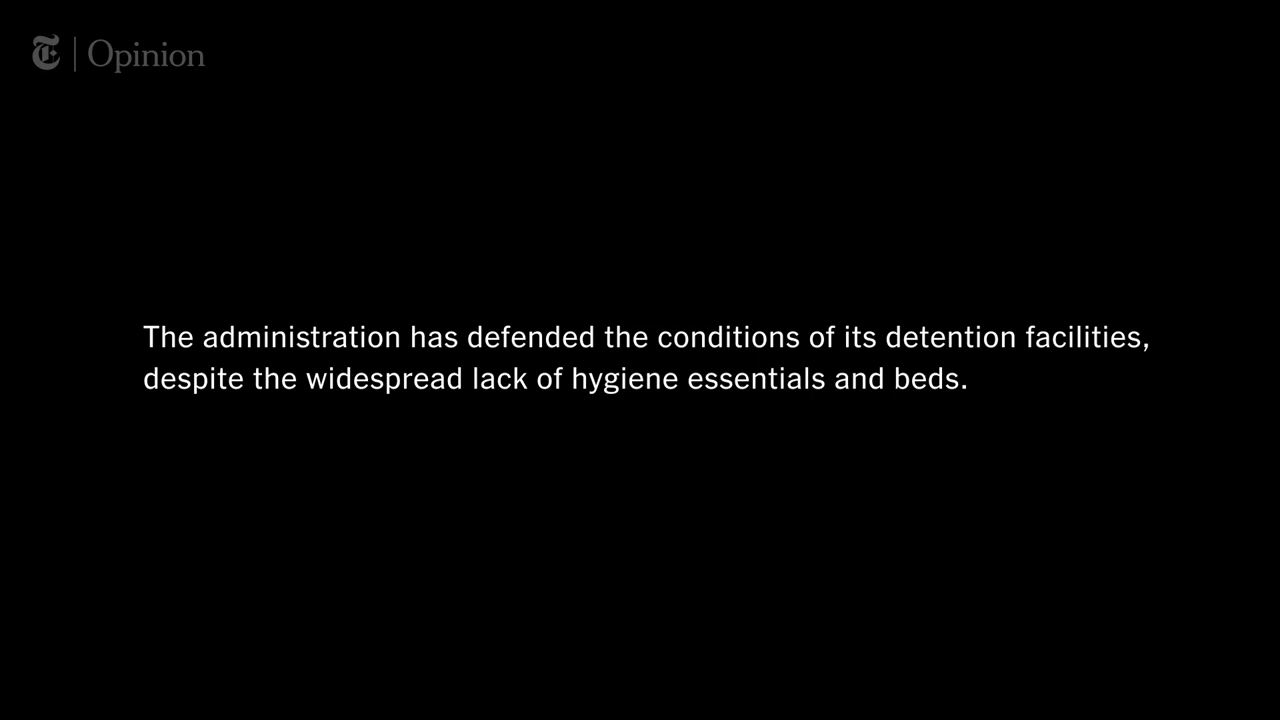 T | Opinion
The administration has defended the conditions of its detention facilities,
despite the widespread lack of hygiene essentials and beds.